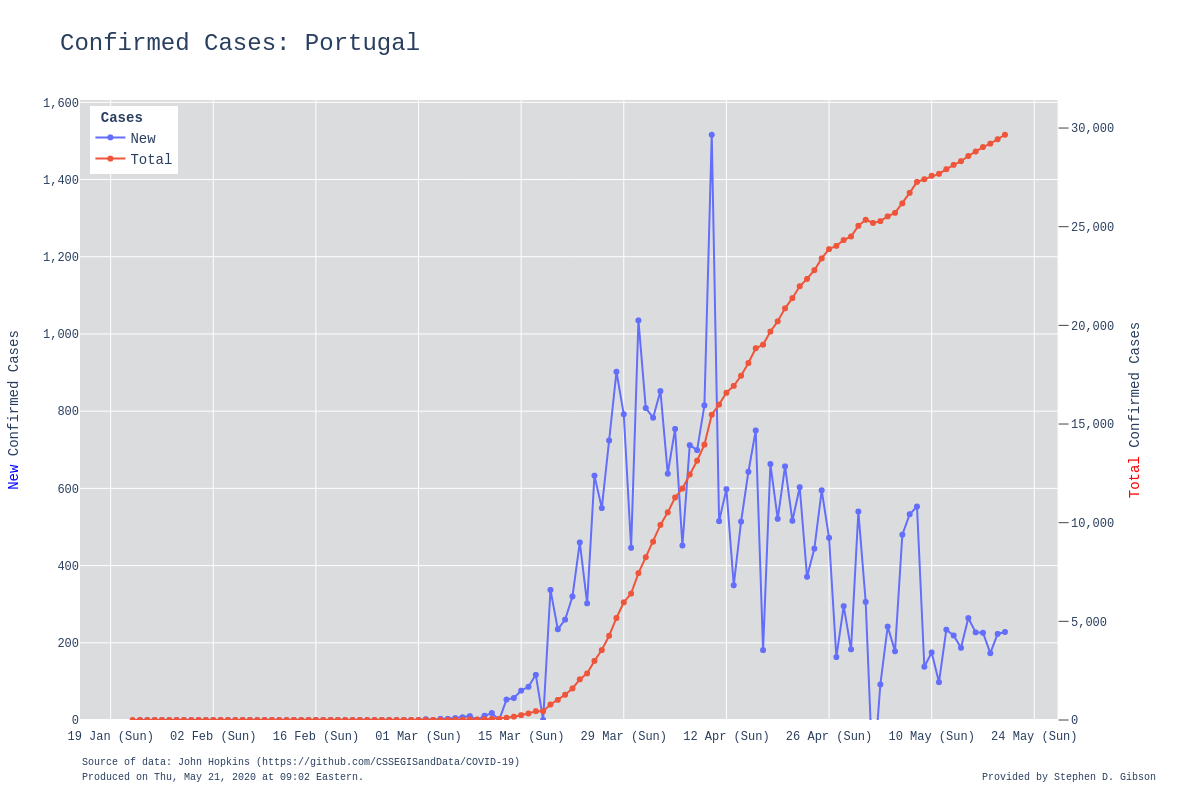 Confirmed Cases: Portugal
Cases
New
Total
1,600
1,400
1,200
1,000
800
600
400
200
0
30,000
25,000
20,000
15,000
10,000
5,000
0
New Confirmed Cases
Total Confirmed Cases
19 Jan (Sun) 02 Feb (Sun) 16 Feb (Sun) 01 Mar (Sun) 15 Mar (Sun) 29 Mar (Sun) 12 Apr (Sun) 26 Apr (Sun) 10 May (Sun) 24 May (Sun)
Source of data: John Hopkins (https://github.com/CSSEGISandData/COVID-19)
Produced on Thu, May 21, 2020 at 09:02 Eastern.
Provided by Stephen D. Gibson